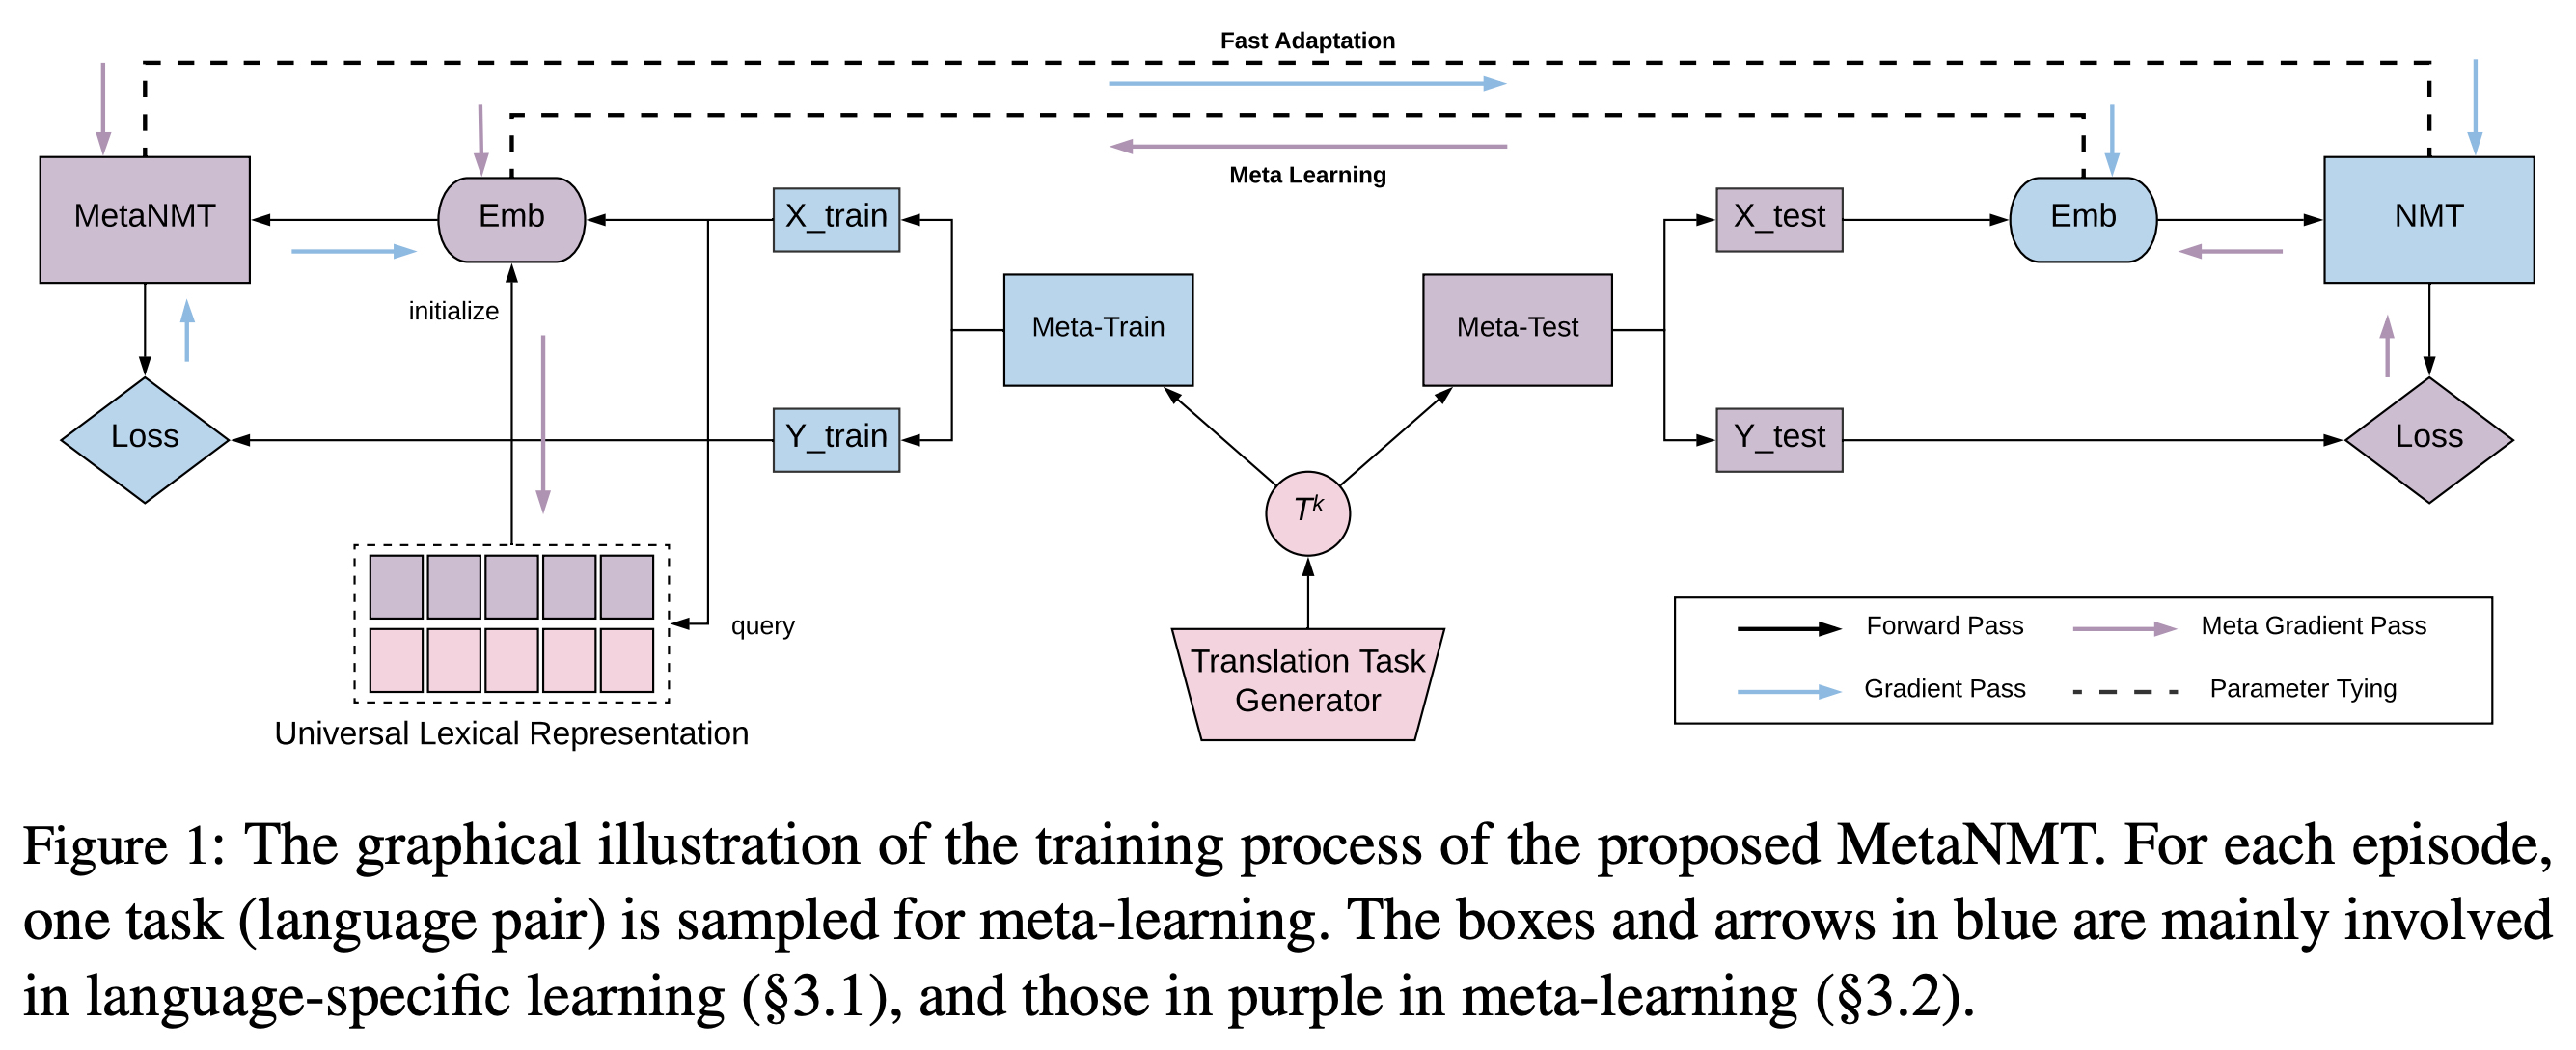 Fast Adaptation
Meta Learning
MetaNMT
Emb
X_train
X_test
Emb
NMT
initialize
Meta-Train
Meta-Test
Loss
Y_train
Y_test
Loss
T^k
query
Translation Task
Generator
Universal Lexical Representation
Forward Pass
Meta Gradient Pass
Gradient Pass
Parameter Tying
Figure 1: The graphical illustration of the training process of the proposed MetaNMT. For each episode,
one task (language pair) is sampled for meta-learning. The boxes and arrows in blue are mainly involved
in language-specific learning (§3.1), and those in purple in meta-learning (§3.2).